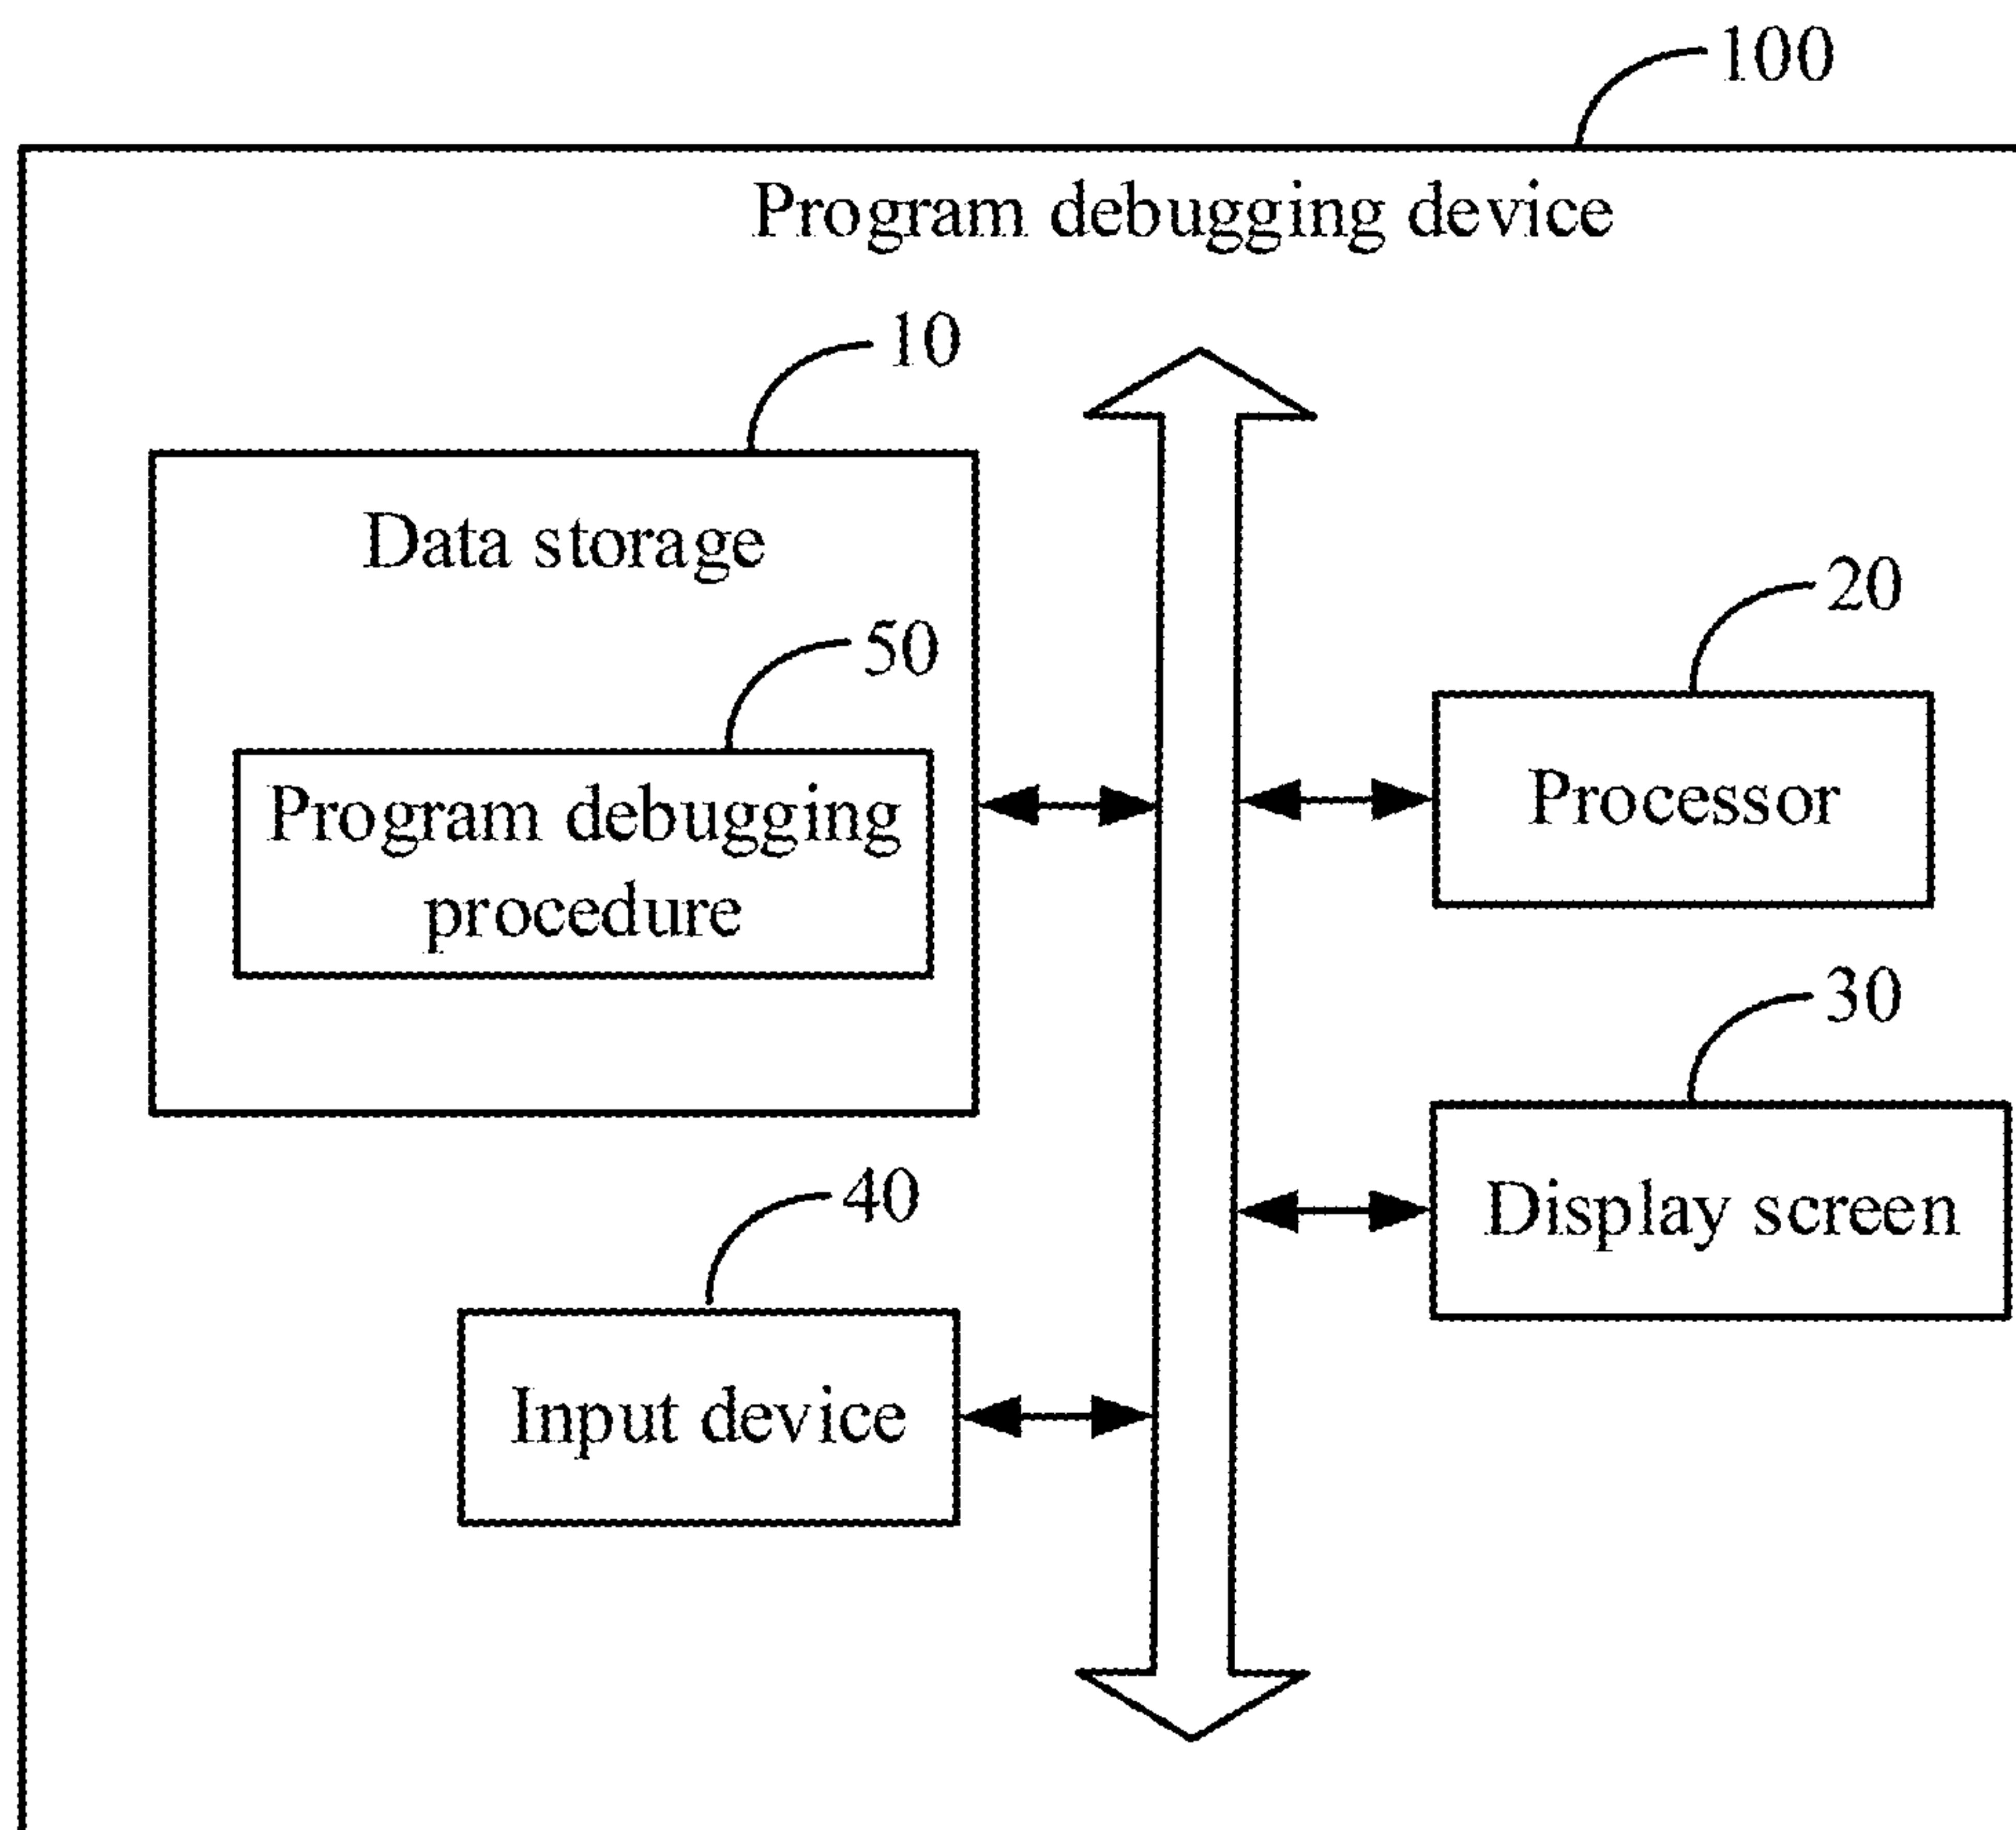 100
Program debugging device
10
Data storage
20
50
Program debugging
procedure
Processor
30
Display screen
40
Input device